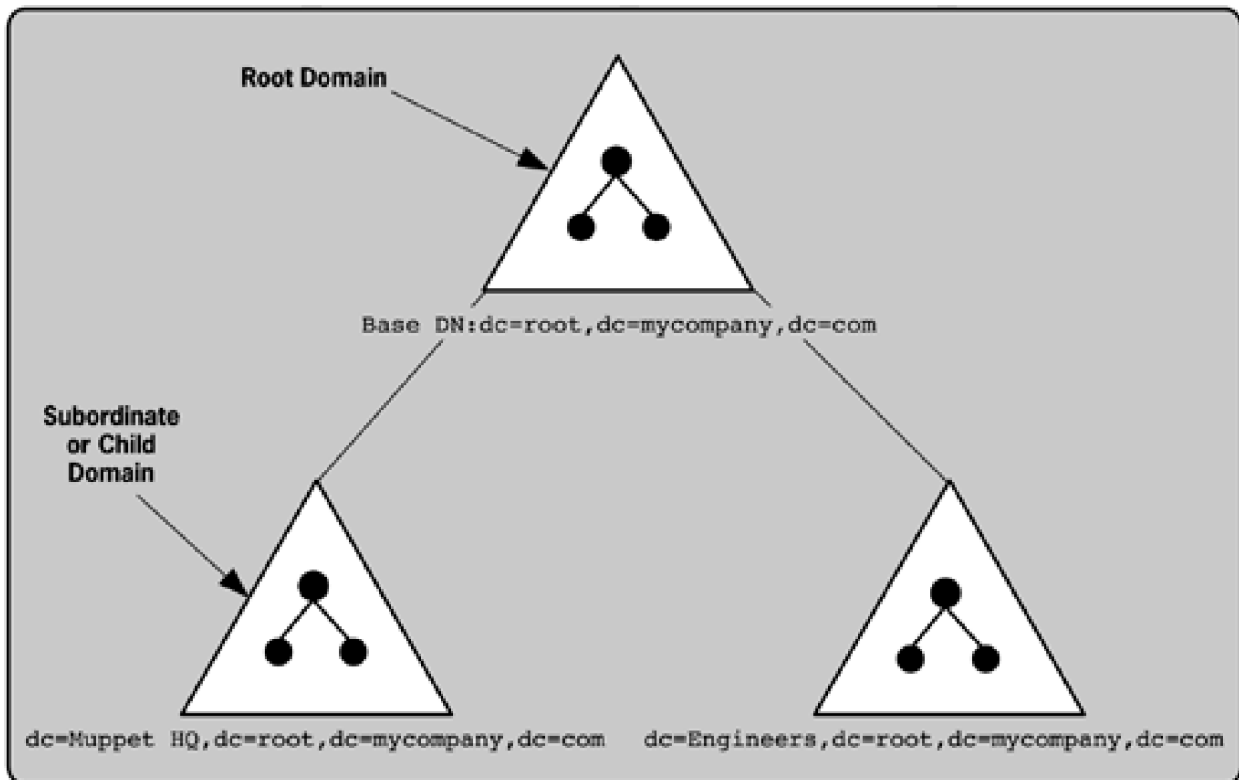 Root Domain
Base DN:dc=root,dc=mycompany,dc=com
Subordinate
or Child
Domain
dc=Muppet HQ,dc=root,dc=mycompany,dc=com
dc=Engineers,dc=root,dc=mycompany,dc=com